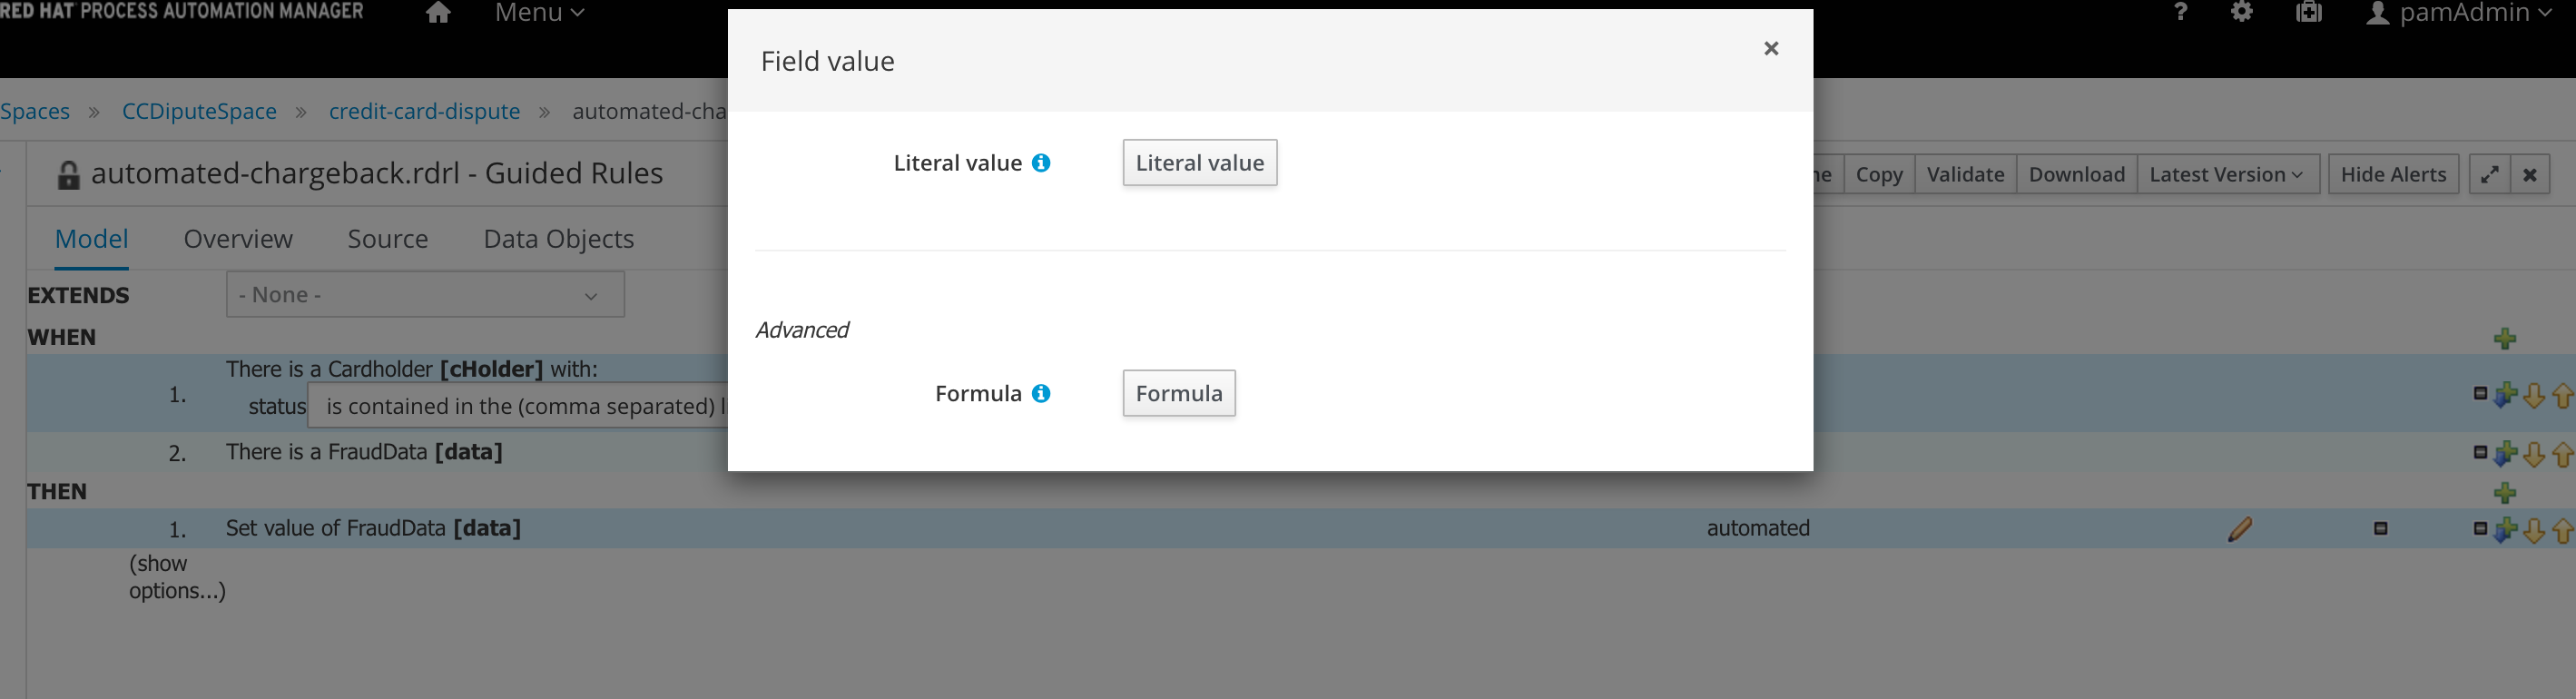 RED HAT PROCESS AUTOMATION MANAGER
Menu
?
pamAdmin
Field value
Spaces » CCDiputeSpace » credit-card-dispute » automated-cha
Literal value
Literal value
automated-chargeback.rdrl - Guided Rules
Copy
Validate
Download
Latest Version
Hide Alerts
Model
Overview
Source
Data Objects
EXTENDS
- None -
Advanced
WHEN
1.
There is a Cardholder [cHolder] with:
status
is contained in the (comma separated) l
Formula
Formula
2.
There is a FraudData [data]
THEN
1.
Set value of FraudData [data]
automated
(show
options...)